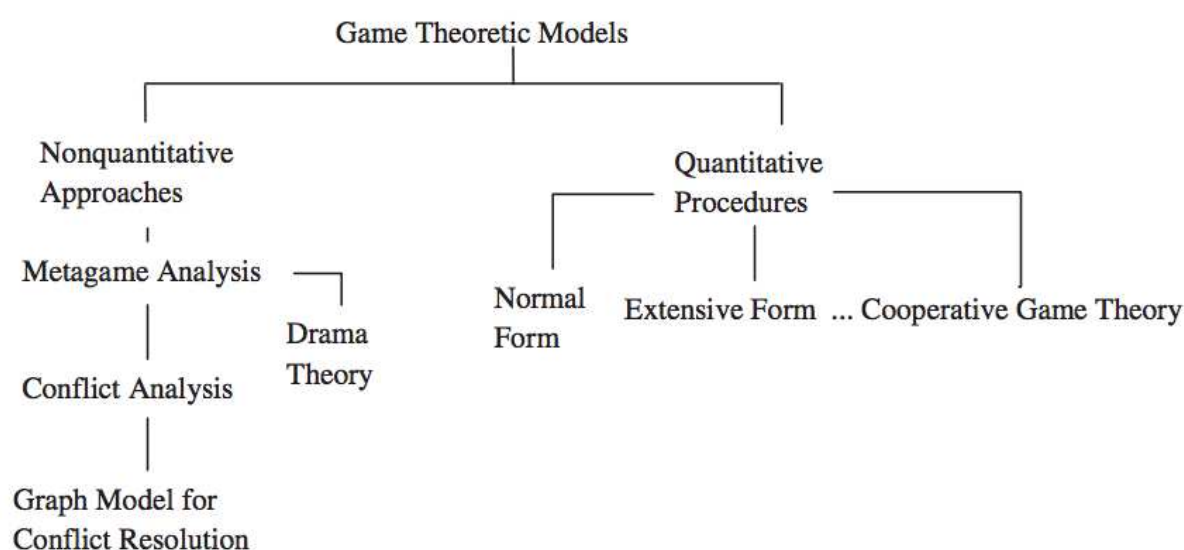 Game Theoretic Models
Nonquantitative
Approaches
Quantitative
Procedures
Metagame Analysis
Drama
Theory
Normal
Form
Extensive Form ... Cooperative Game Theory
Conflict Analysis
Graph Model for
Conflict Resolution